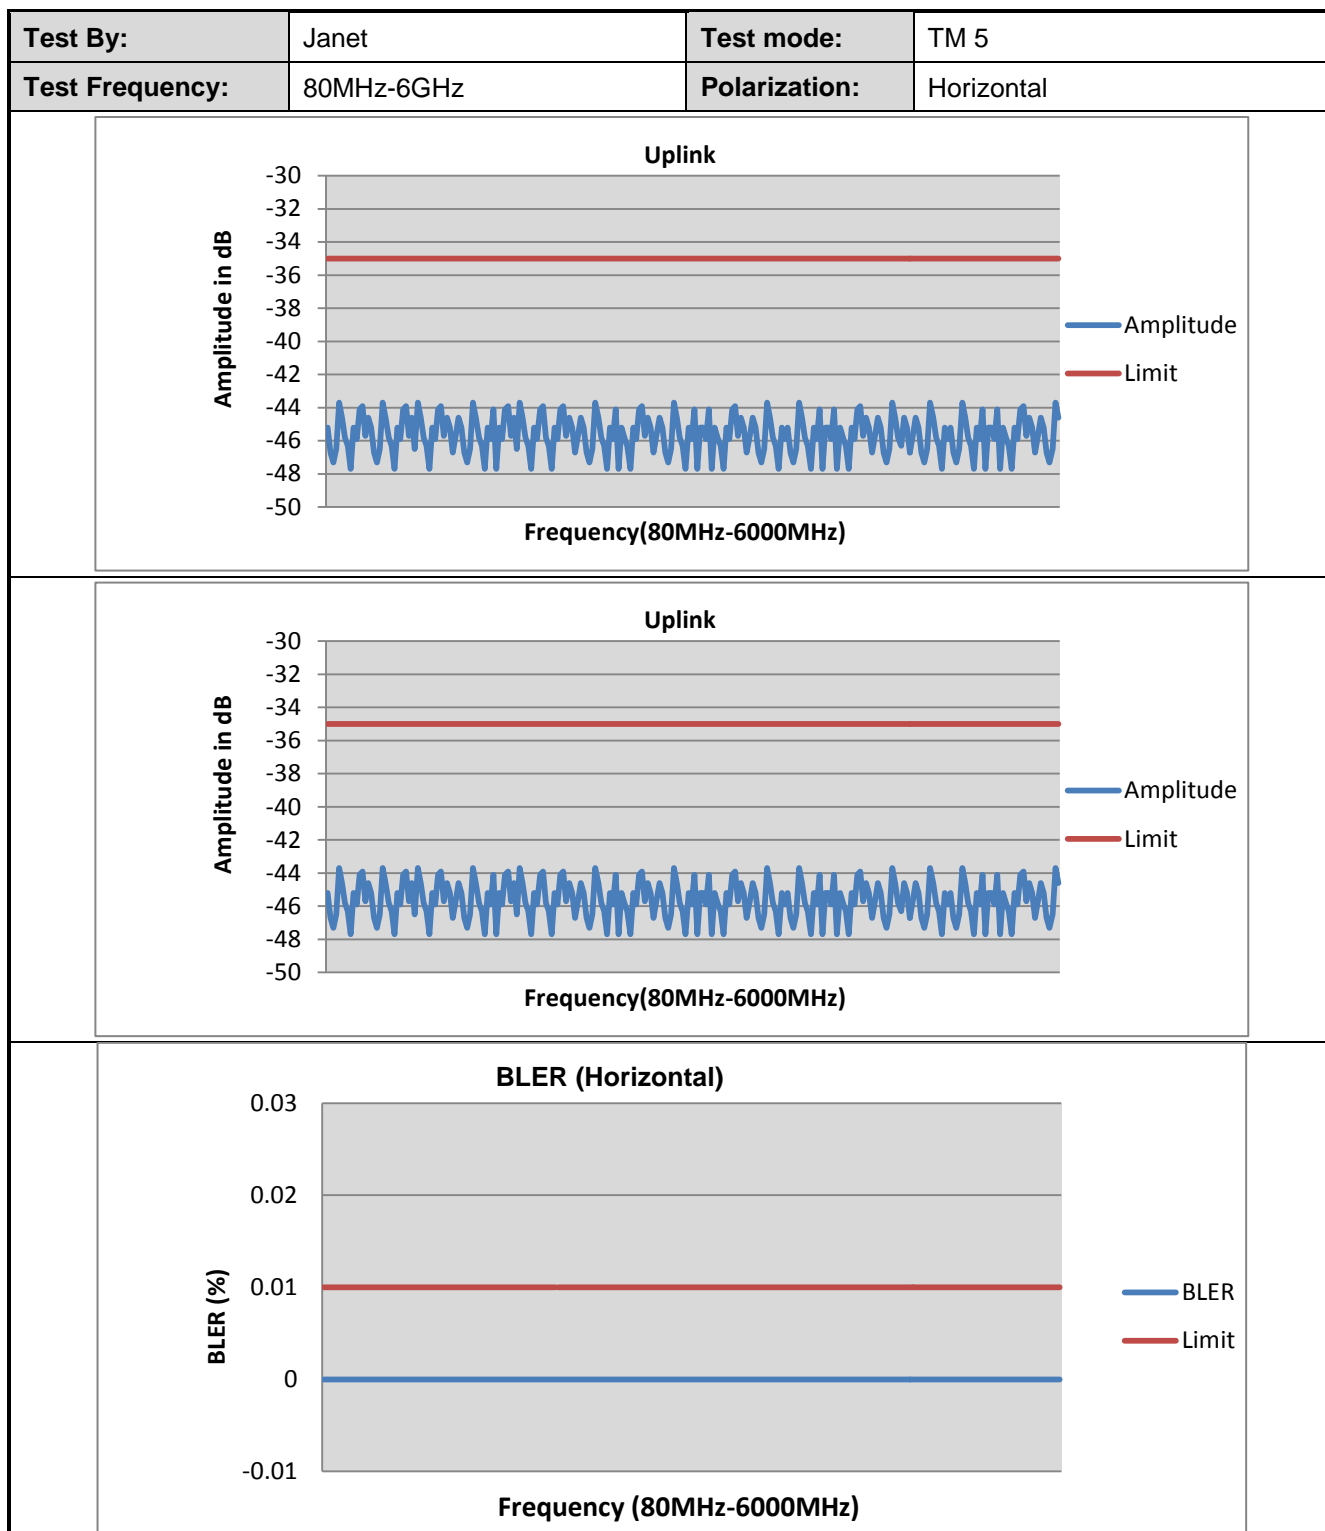 Test By: Janet Test mode: TM 5
Test Frequency: 80MHz-6GHz Polarization: Horizontal
Uplink
Amplitude in dB
-30
-32
-34
-36
-38
-40
-42
-44
-46
-48
-50
Amplitude
Limit
Frequency(80MHz-6000MHz)
Uplink
Amplitude in dB
-30
-32
-34
-36
-38
-40
-42
-44
-46
-48
-50
Amplitude
Limit
Frequency(80MHz-6000MHz)
BLER (Horizontal)
BLER (%)
0.03
0.02
0.01
0
-0.01
BLER
Limit
Frequency (80MHz-6000MHz)